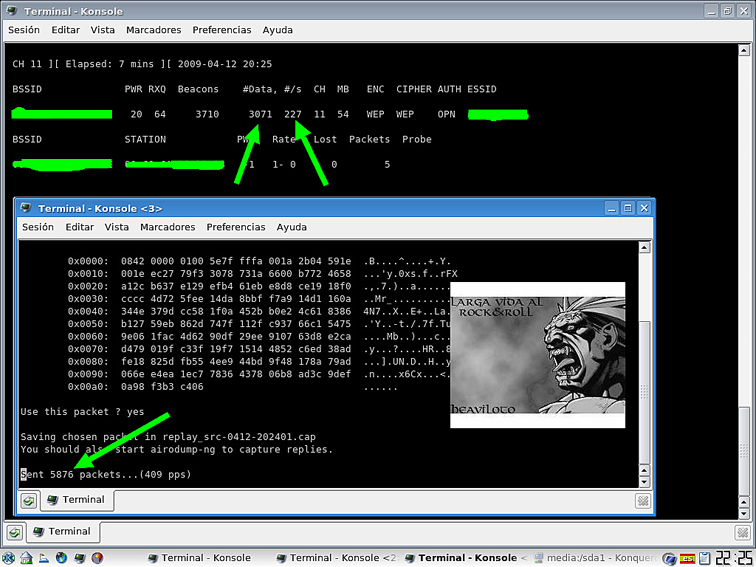 Terminal - Konsole
Sesión Editar Vista Marcadores Preferencias Ayuda
CH 11 ][ Elapsed: 7 mins ][ 2009-04-12 20:25
BSSID PWR RXQ Beacons #Data, #/s CH MB ENC CIPHER AUTH ESSID
20 64 3710 3071 227 11 54 WEP WEP OPN
BSSID STATION Rate Lost Packets Probe
1- 0 0 5
Terminal - Konsole <3>
Sesión Editar Vista Marcadores Preferencias Ayuda
0x0000: 0842 0000 0100 5e7f fffa 001a 2b04 591e .B....^....+.Y.
0x0010: 001e ec27 79f3 3078 731a 6600 b772 4658 ...'y.0xs.f..rFX
0x0020: a12c b637 e129 efb4 61eb e8d8 ce19 18f0 .,.7.)..a......
0x0030: cccc 4d72 5fee 14da 8bbf f7a9 14d1 160a ..Mr_..........
0x0040: 344e 379d cc58 1f0a 452b b0e2 4c61 8386 4N7..X..E+..La.
0x0050: b127 59eb 862d 747f 112f c937 66c1 5475 .'Y..-t./.7f.Tu
0x0060: 9e06 1fac 4d62 90df 29ee 9107 63d8 e2ca ....Mb..)...c..
0x0070: d479 019f c33f 19f7 1514 4852 c6ed 38ad .y...?....HR..8
0x0080: fe18 825d fb55 4ee9 44bd 9f48 178a 79ad ...].UN.D..H..y
0x0090: 066e e4ea 1ec7 7836 4378 06b8 ad3c 9def .n....x6Cx...<.
0x00a0: 0a98 f3b3 c406 ......
LARGA VIDA AL
ROCK&ROLL
heaviloto
Use this packet ? yes
Saving chosen packet in replay_src-0412-202401.cap
You should also start airodump-ng to capture replies.
Sent 5876 packets...(409 pps)
Terminal
Terminal
Terminal - Konsole Terminal - Konsole <2 Terminal - Konsole < media:/sda1 - Konquer 22:25